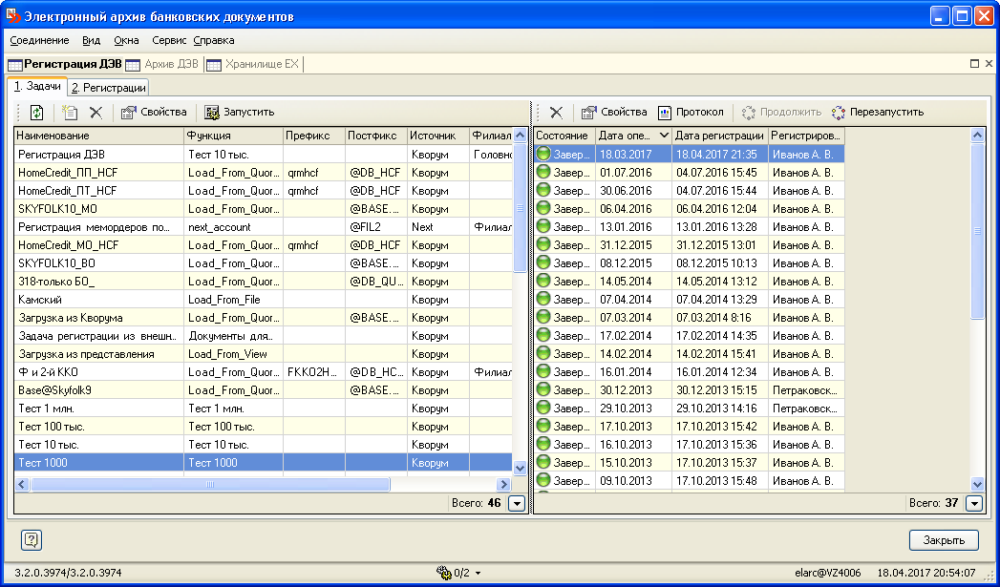 Электронный архив банковских документов
Соединение Вид Окна Сервис Справка
Регистрация ДЭВ Архив ДЭВ Хранилище ЕХ
1. Задачи 2. Регистрации
Свойства Запустить Свойства Протокол Продолжить Перезапустить
Наименование Функция Префикс Постфикс Источник Филиал Состояние Дата опе... Дата регистрации Регистриров...
Регистрация ДЭВ Тест 10 тыс. Кворум Головно Завер... 18.03.2017 18.04.2017 21:35 Иванов А. В.
HomeCredit_ПП_HCF Load_From_Quor... qrmhcf @DB_HCF Кворум Завер... 01.07.2016 04.07.2016 15:45 Иванов А. В.
HomeCredit_ПТ_HCF Load_From_Quor... qrmhcf @DB_HCF Кворум Завер... 30.06.2016 04.07.2016 15:44 Иванов А. В.
SKYFOLK10_МО Load_From_Quor... @BASE.... Кворум Завер... 06.04.2016 06.04.2016 12:04 Иванов А. В.
Регистрация мемордеров по... next_account @FIL2 Next Филиал Завер... 13.01.2016 13.01.2016 13:28 Иванов А. В.
HomeCredit_МО_HCF Load_From_Quor... qrmhcf @DB_HCF Кворум Завер... 31.12.2015 31.12.2015 13:01 Иванов А. В.
SKYFOLK10_ВО Load_From_Quor... @BASE.... Кворум Завер... 08.12.2015 08.12.2015 10:13 Иванов А. В.
318-только БО_ Load_From_Quor... @DB_QU... Кворум Завер... 14.05.2014 14.05.2014 13:12 Иванов А. В.
Камский Load_From_File Кворум Завер... 07.04.2014 07.04.2014 13:29 Иванов А. В.
Загрузка из Кворума Load_From_Quor... @BASE.... Кворум Завер... 07.03.2014 07.03.2014 8:16 Иванов А. В.
Задача регистрации из внешн... Документы для... Кворум Завер... 17.02.2014 17.02.2014 14:35 Иванов А. В.
Загрузка из представления Load_From_View Кворум Завер... 14.02.2014 14.02.2014 15:41 Иванов А. В.
Ф и 2-й ККО Load_From_Quor... FKKO2H... @DB_HC... Кворум Филиал Завер... 16.01.2014 16.01.2014 12:34 Иванов А. В.
Base@Skyfolk9 Load_From_Quor... @BASE.... Кворум Завер... 30.12.2013 30.12.2013 15:15 Петраковск...
Тест 1 млн. Тест 1 млн. Кворум Завер... 29.10.2013 29.10.2013 14:16 Петраковск...
Тест 100 тыс. Тест 100 тыс. Кворум Завер... 17.10.2013 17.10.2013 15:42 Иванов А. В.
Тест 10 тыс. Тест 10 тыс. Кворум Завер... 16.10.2013 17.10.2013 15:36 Иванов А. В.
Тест 1000 Тест 1000 Кворум Завер... 15.10.2013 17.10.2013 15:37 Иванов А. В.
Завер... 09.10.2013 17.10.2013 15:48 Иванов А. В.
Всего: 46 Всего: 37
Закрыть
3.2.0.3974/3.2.0.3974 0/2 elarc@VZ4006 18.04.2017 20:54:07